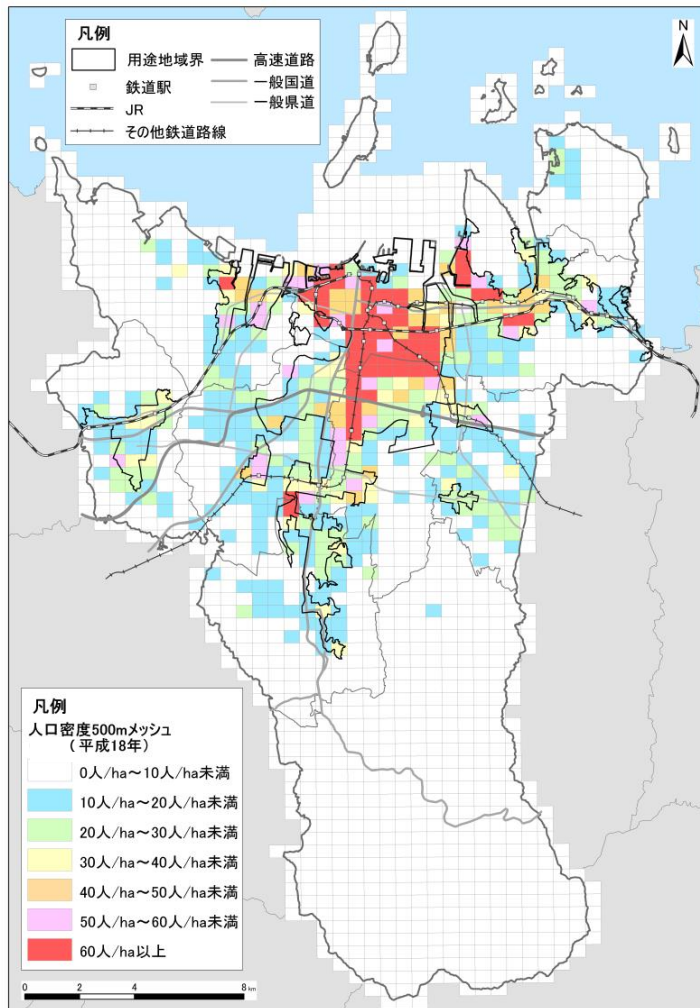 凡例
用途地域界
鉄道駅
JR
その他鉄道路線
高速道路
一般国道
一般県道
N
凡例
人口密度500mメッシュ
(平成18年)
0人/ha～10人/ha未満
10人/ha～20人/ha未満
20人/ha～30人/ha未満
30人/ha～40人/ha未満
40人/ha～50人/ha未満
50人/ha～60人/ha未満
60人/ha以上
0 2 4 8 km